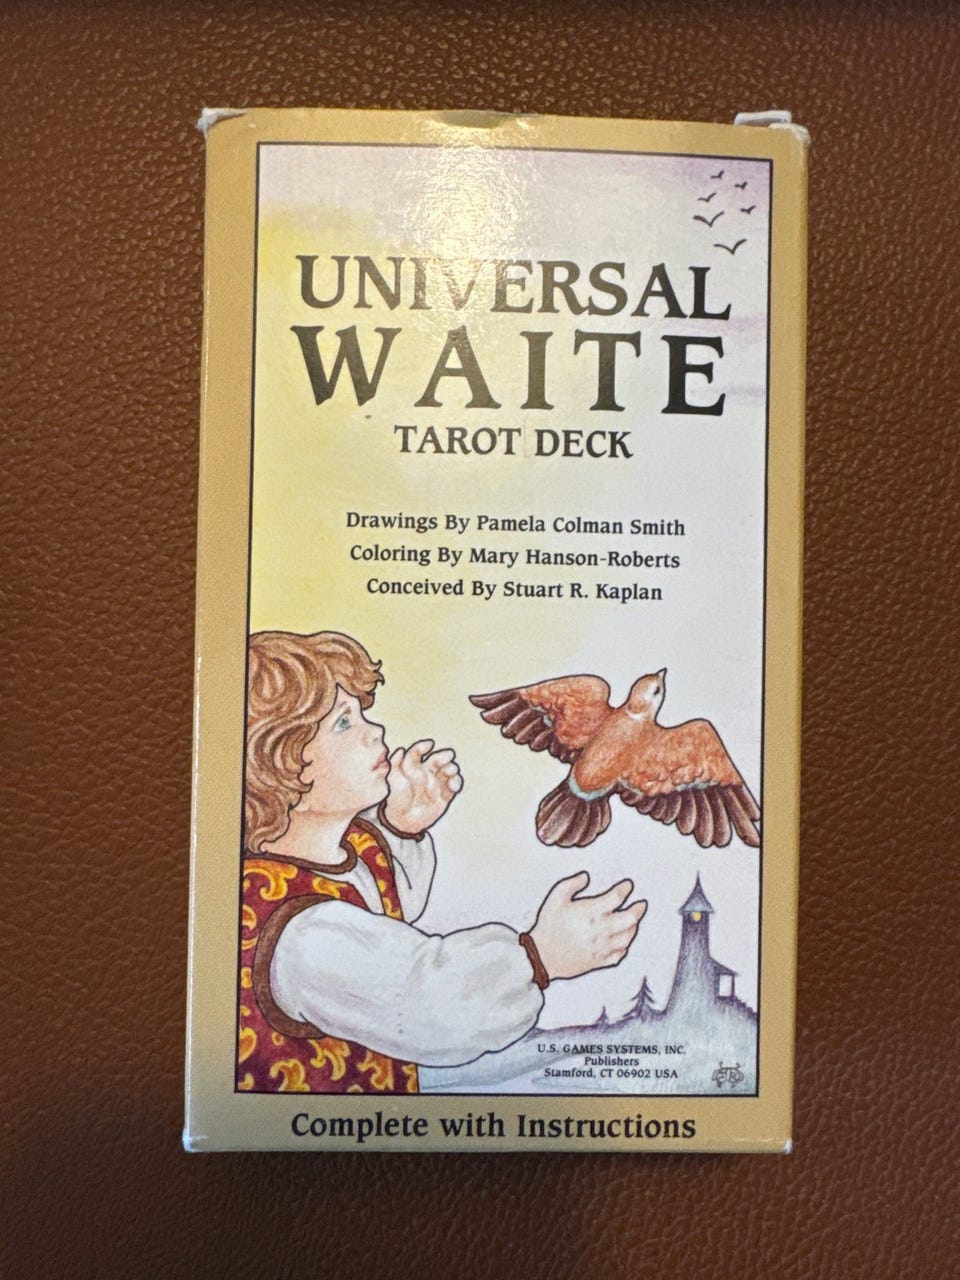 UNIVERSAL
WAITE
TAROT DECK
Drawings By Pamela Colman Smith
Coloring By Mary Hanson-Roberts
Conceived By Stuart R. Kaplan
U.S. GAMES SYSTEMS, INC.
Publishers
Stamford, CT 06902 USA
Complete with Instructions